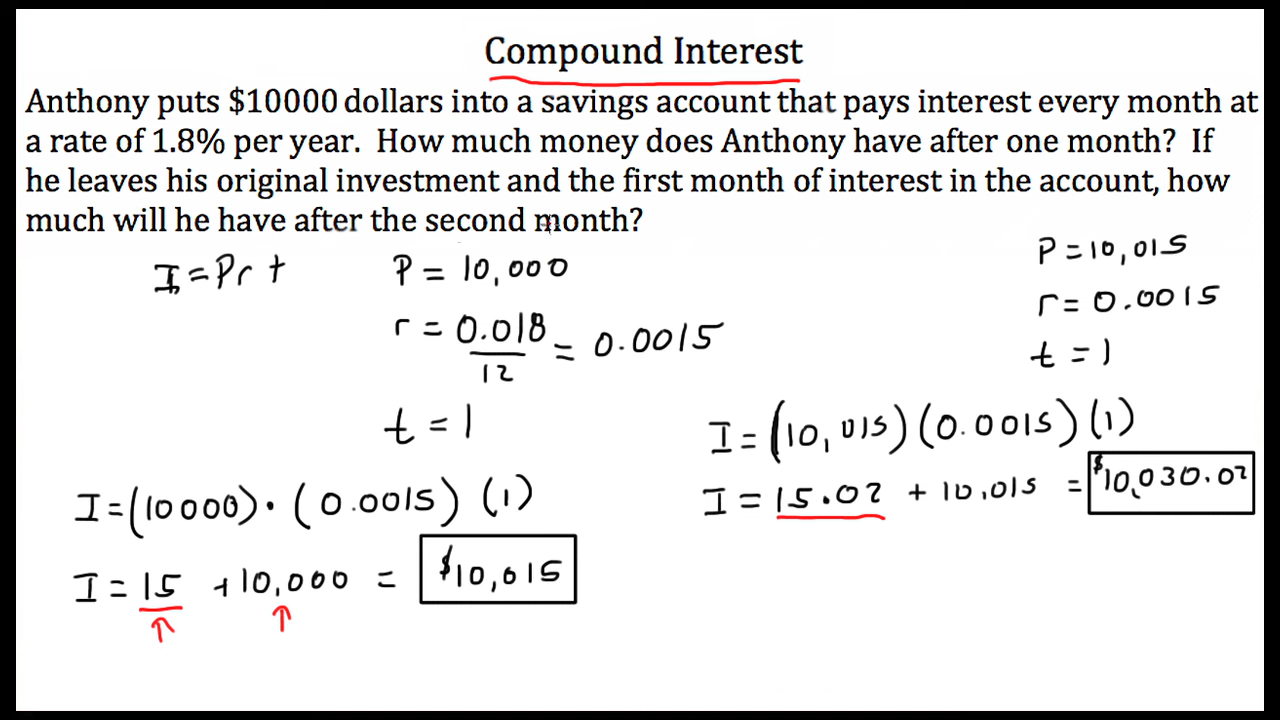 Compound Interest
Anthony puts $10000 dollars into a savings account that pays interest every month at
a rate of 1.8% per year. How much money does Anthony have after one month? If
he leaves his original investment and the first month of interest in the account, how
much will he have after the second month?
I = Prt
P = 10,000
r = 0.018/12 = 0.0015
t = 1
I = (10000) · (0.0015) (1)
I = 15 + 10,000 = $10,015
P = 10,015
r = 0.0015
t = 1
I = (10,015) (0.0015) (1)
I = 15.02 + 10,015 = $10,030.02